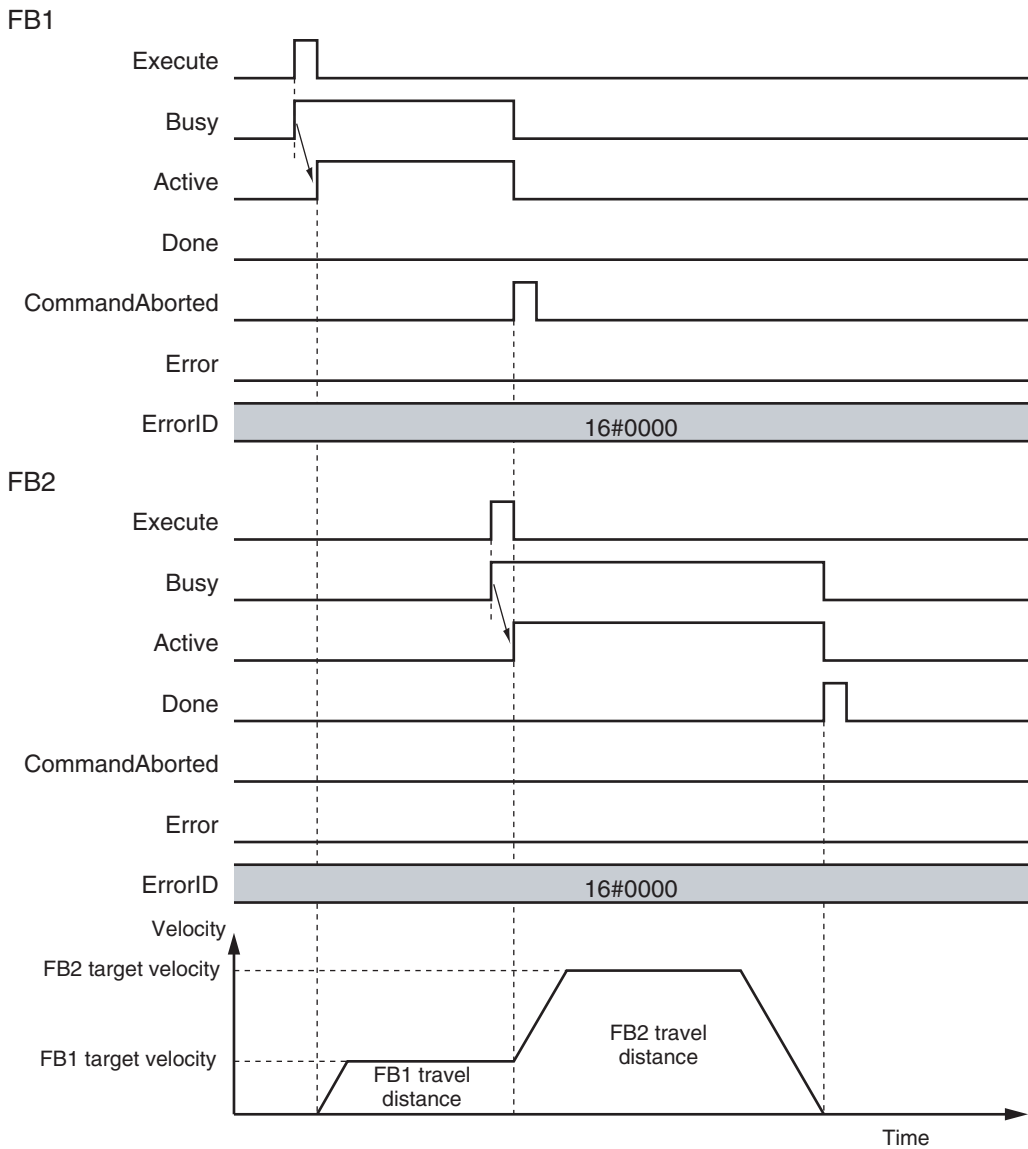 FB1
Execute
Busy
Active
Done
CommandAborted
Error
ErrorID
16#0000
FB2
Execute
Busy
Active
Done
CommandAborted
Error
ErrorID
16#0000
Velocity
FB2 target velocity
FB2 travel
distance
FB1 target velocity
FB1 travel
distance
Time